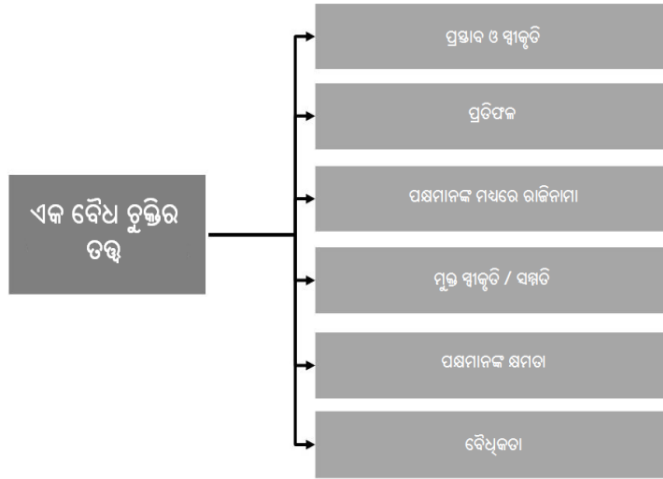 ଏକ ବୈଧ ଚୁକ୍ତିର
ତତ୍ତ୍ୱ
ପ୍ରସ୍ତାବ ଓ ସ୍ୱୀକୃତି
ପ୍ରତିଫଳ
ପକ୍ଷମାନଙ୍କ ମଧ୍ୟରେ ରାଜିନାମା
ମୁକ୍ତ ସ୍ୱୀକୃତି / ସମ୍ମତି
ପକ୍ଷମାନଙ୍କ କ୍ଷମତା
ବୈଧିକତା